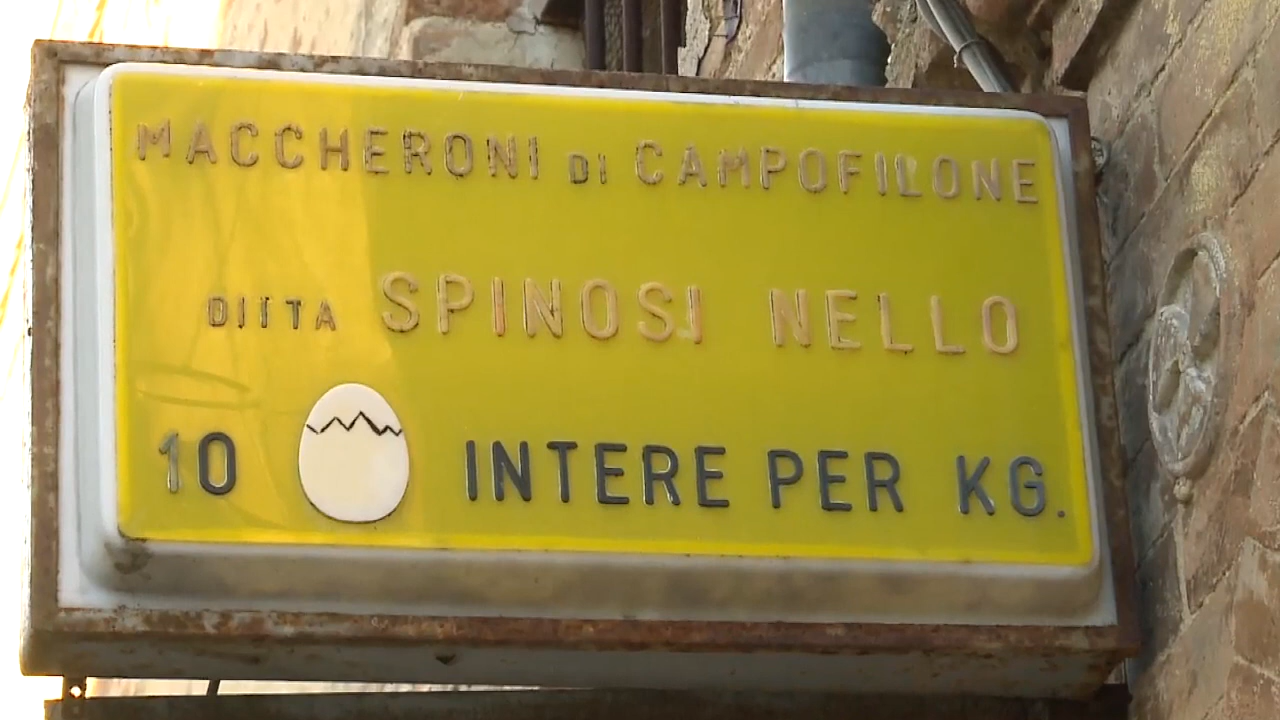 MACCHERONI DI CAMPOFILONE
DITTA SPINOSI NELLO
10 INTERE PER KG.